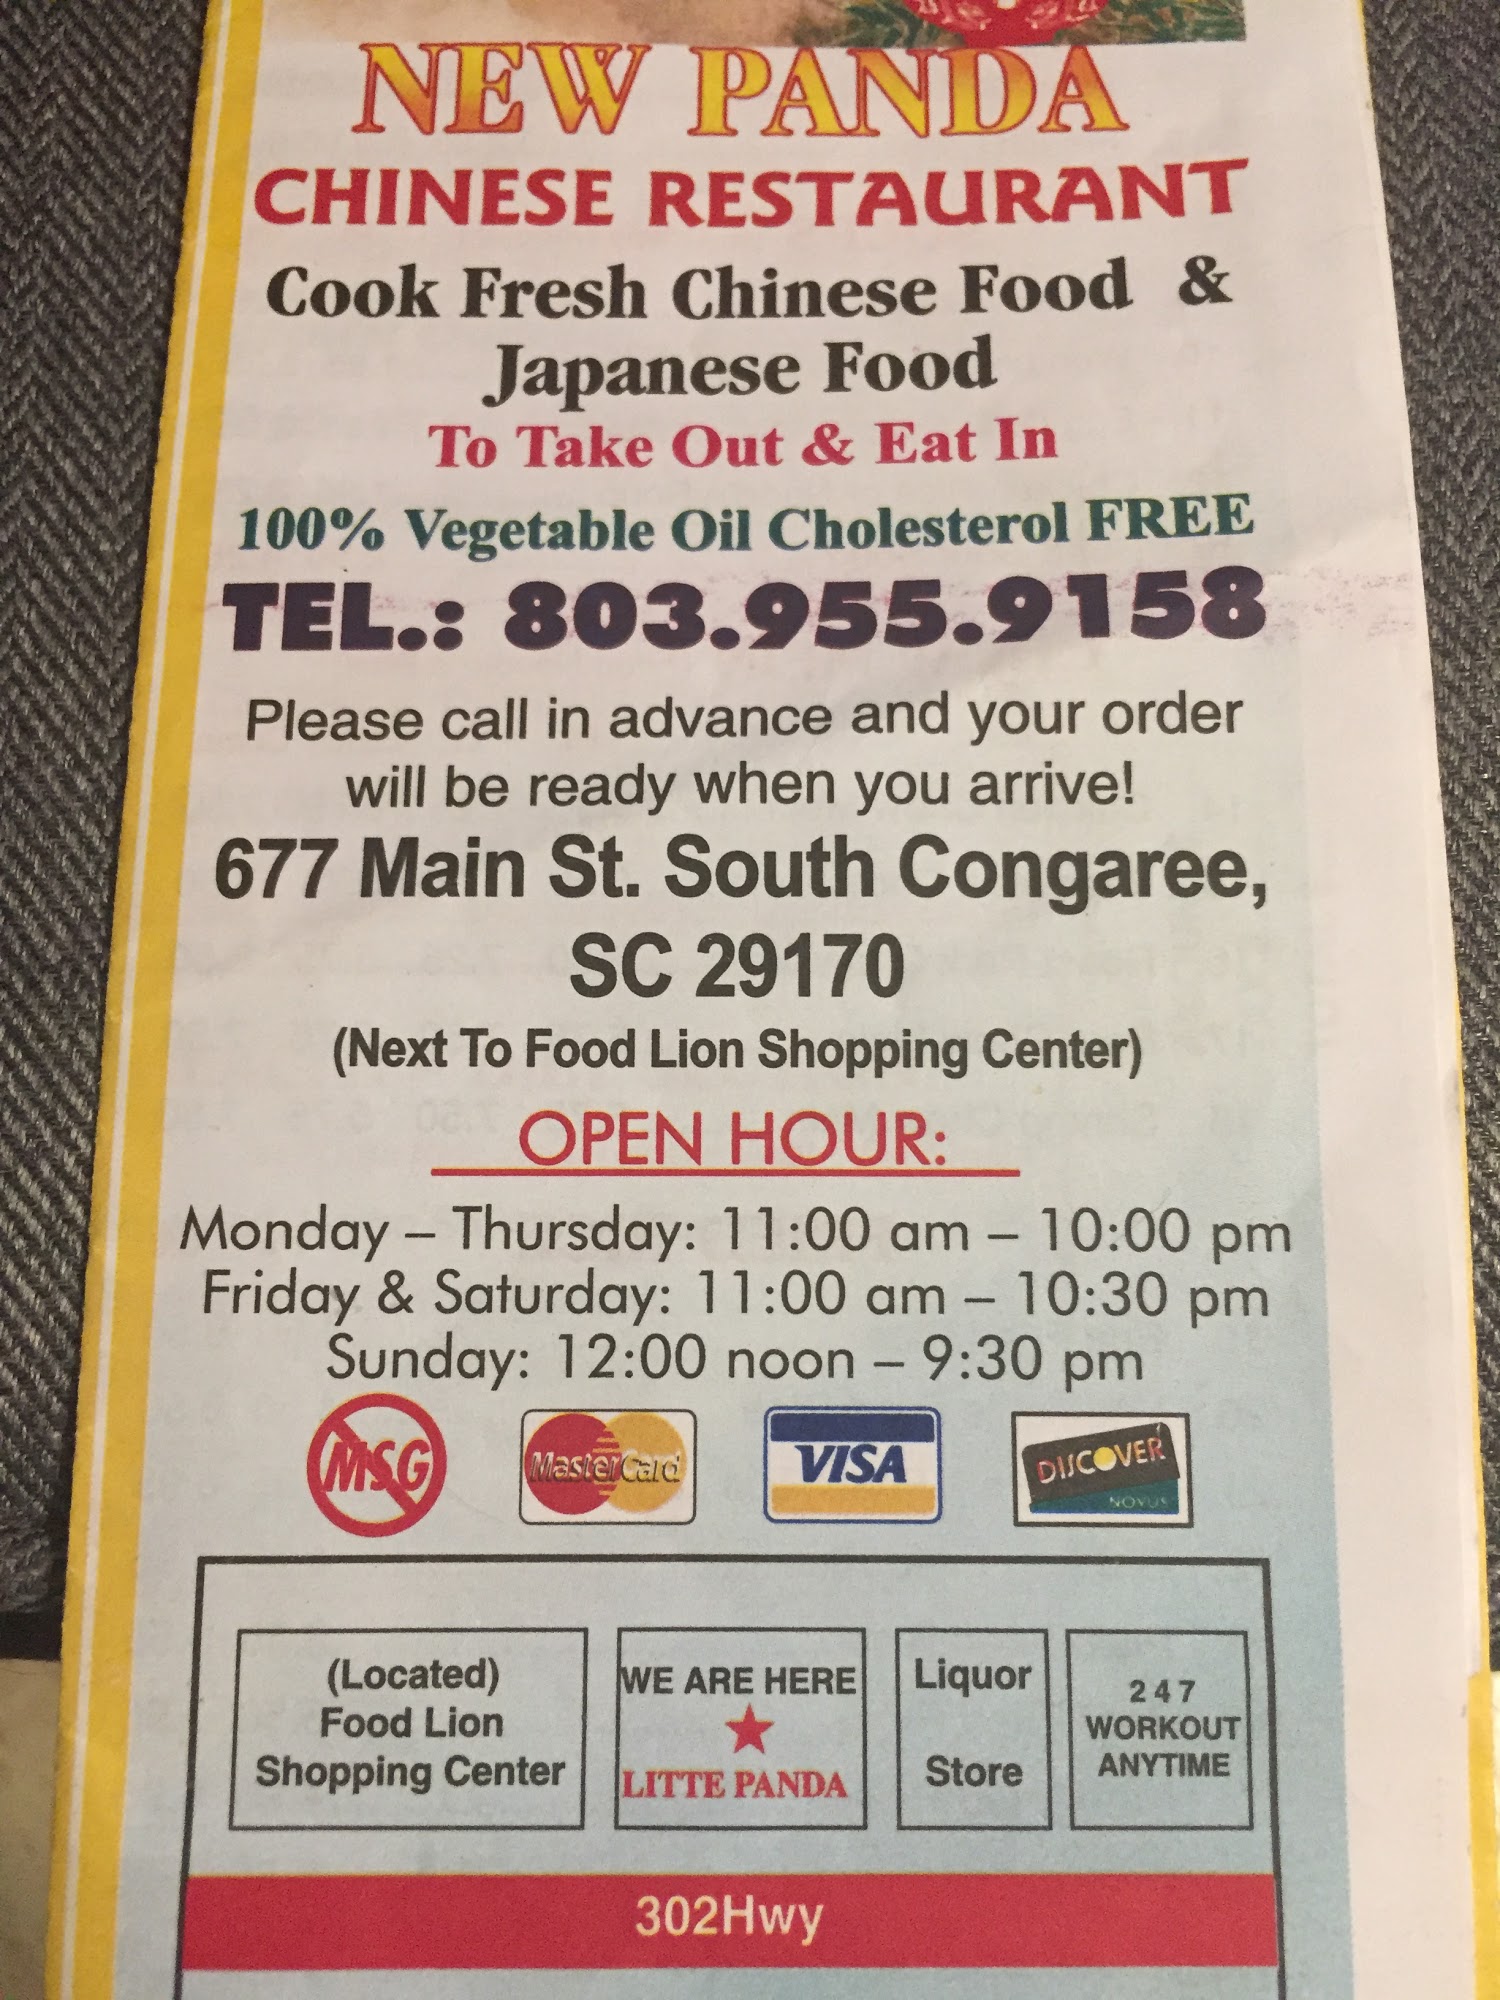 NEW PANDA
CHINESE RESTAURANT
Cook Fresh Chinese Food &
Japanese Food
To Take Out & Eat In
100% Vegetable Oil Cholesterol FREE
TEL.: 803.955.9158
Please call in advance and your order
will be ready when you arrive!
677 Main St. South Congaree,
SC 29170
(Next To Food Lion Shopping Center)
OPEN HOUR:
Monday – Thursday: 11:00 am – 10:00 pm
Friday & Saturday: 11:00 am – 10:30 pm
Sunday: 12:00 noon – 9:30 pm
MSG
MasterCard
VISA
DISCOVER
NOVUS
(Located)
Food Lion
Shopping Center
WE ARE HERE
LITTE PANDA
Liquor
Store
2 4 7
WORKOUT
ANYTIME
302Hwy